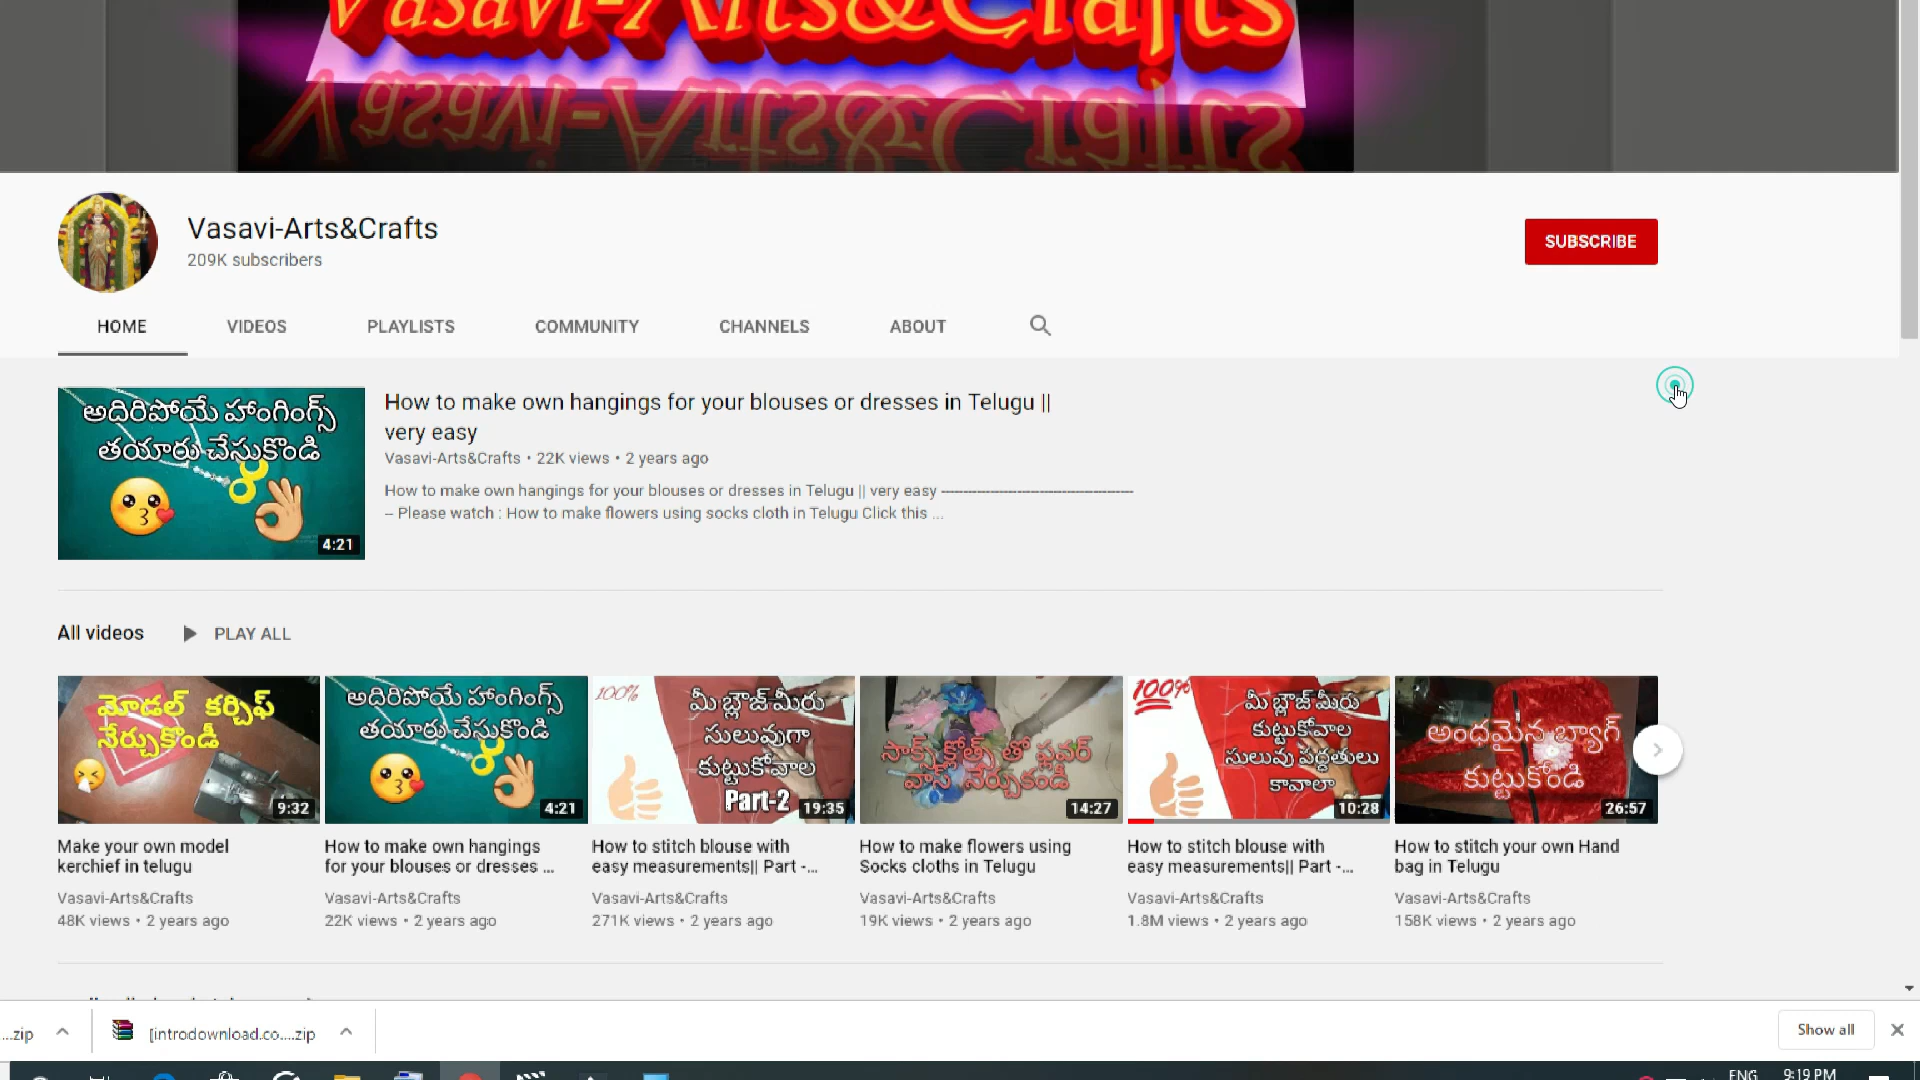 Vasavi-Arts&Crafts
Vasavi-Arts&Crafts
209K subscribers
SUBSCRIBE
HOME
VIDEOS
PLAYLISTS
COMMUNITY
CHANNELS
ABOUT
అదిరిపోయే హాంగింగ్స్
తయారు చేసుకొండి
4:21
How to make own hangings for your blouses or dresses in Telugu ||
very easy
Vasavi-Arts&Crafts • 22K views • 2 years ago
How to make own hangings for your blouses or dresses in Telugu || very easy ----------------------------------------
-- Please watch : How to make flowers using socks cloth in Telugu Click this ...
All videos
PLAY ALL
మోడల్ కర్చిఫ్
నేర్చుకొండి
9:32
అదిరిపోయే హాంగింగ్స్
తయారు చేసుకొండి
4:21
100%
మీ బ్లౌజ్ మీరు
సులువుగా
కుట్టుకోవాల
Part-2
19:35
సాక్స్ క్లోత్స్ తో ఫ్లవర్
వాస్ నేర్చుకండి
14:27
100%
మీ బ్లౌజ్ మీరు
కుట్టుకోవాల
సులువు పద్ధతులు
కావాలా
10:28
అందమైన బ్యాగ్
కుట్టుకోండి
26:57
Make your own model
kerchief in telugu
Vasavi-Arts&Crafts
48K views • 2 years ago
How to make own hangings
for your blouses or dresses ...
Vasavi-Arts&Crafts
22K views • 2 years ago
How to stitch blouse with
easy measurements|| Part -...
Vasavi-Arts&Crafts
271K views • 2 years ago
How to make flowers using
Socks cloths in Telugu
Vasavi-Arts&Crafts
19K views • 2 years ago
How to stitch blouse with
easy measurements|| Part -...
Vasavi-Arts&Crafts
1.8M views • 2 years ago
How to stitch your own Hand
bag in Telugu
Vasavi-Arts&Crafts
158K views • 2 years ago
...zip
[introdownload.co....zip
Show all
ENG
9:19 PM